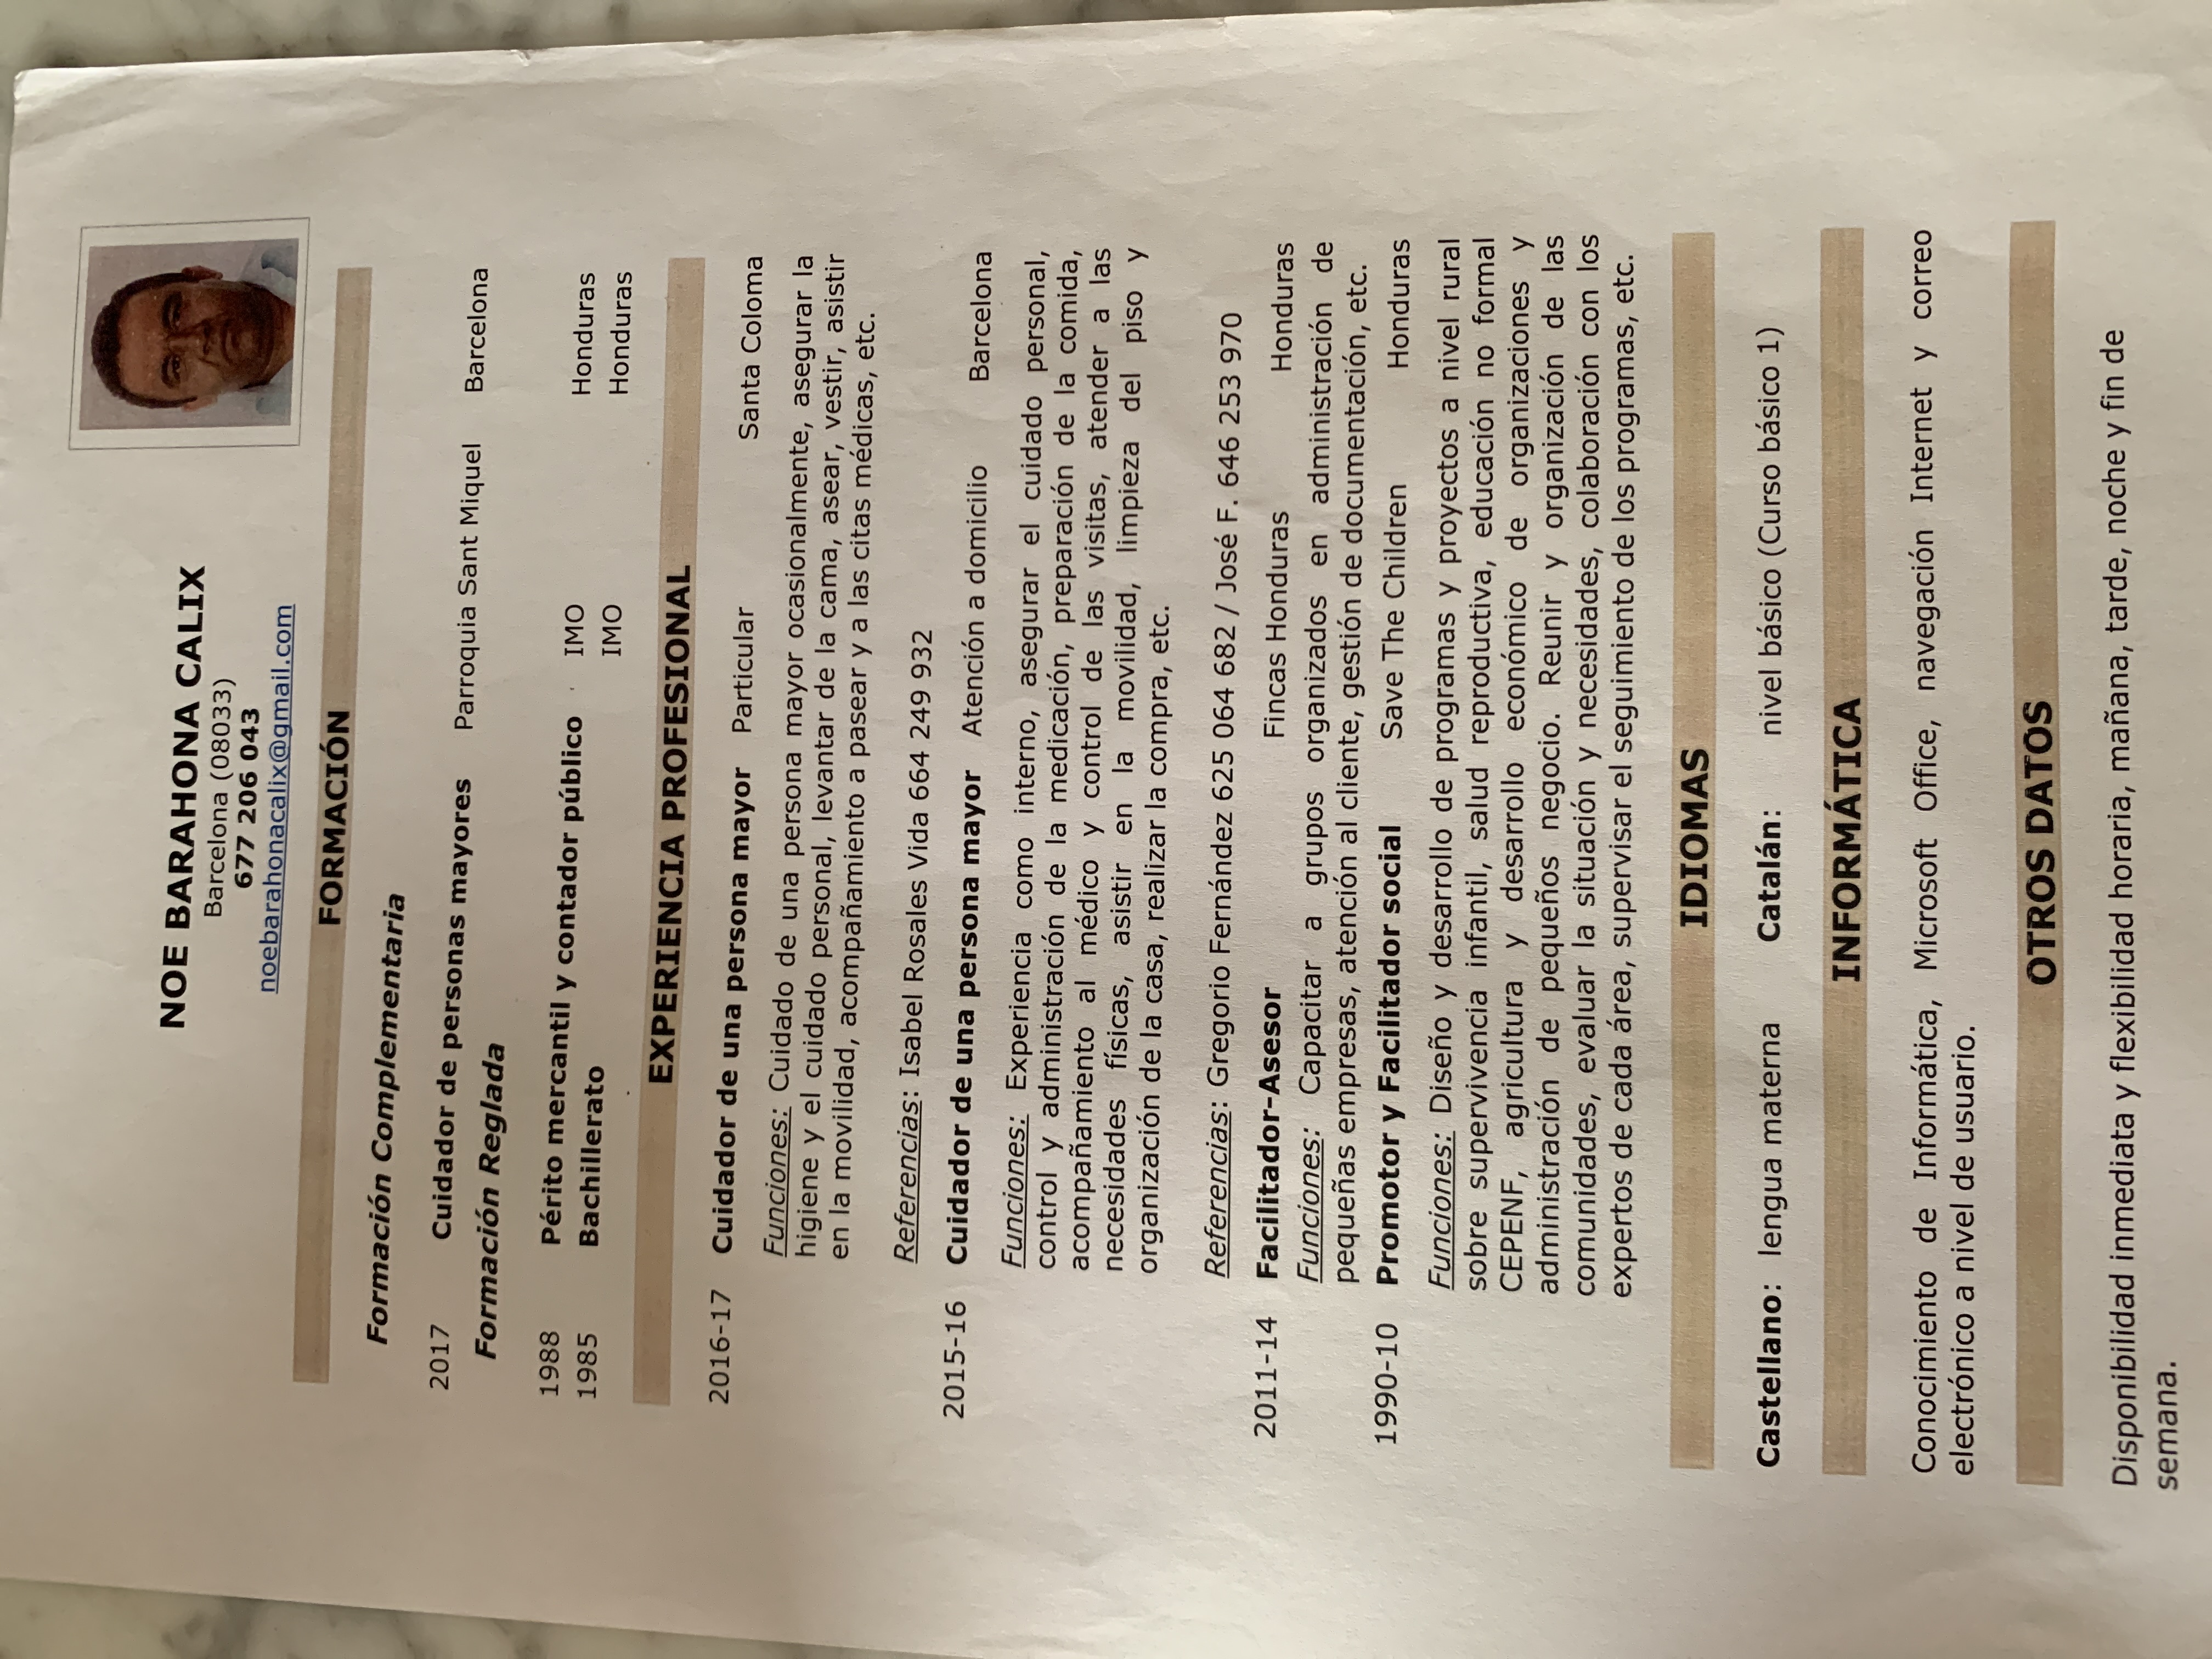 NOE BARAHONA CALIX
Barcelona (08033)
677 206 043
noebarahonacalix@gmail.com
FORMACIÓN
Formación Complementaria
2017 Cuidador de personas mayores Parroquia Sant Miquel Barcelona
Formación Reglada
1988 Périto mercantil y contador público IMO Honduras
1985 Bachillerato IMO Honduras
EXPERIENCIA PROFESIONAL
2016-17 Cuidador de una persona mayor Particular Santa Coloma
Funciones: Cuidado de una persona mayor ocasionalmente, asegurar la
higiene y el cuidado personal, levantar de la cama, asear, vestir, asistir
en la movilidad, acompañamiento a pasear y a las citas médicas, etc.
Referencias: Isabel Rosales Vida 664 249 932
2015-16 Cuidador de una persona mayor Atención a domicilio Barcelona
Funciones: Experiencia como interno, asegurar el cuidado personal,
control y administración de la medicación, preparación de la comida,
acompañamiento al médico y control de las visitas, atender a las
necesidades físicas, asistir en la movilidad, limpieza del piso y
organización de la casa, realizar la compra, etc.
Referencias: Gregorio Fernández 625 064 682 / José F. 646 253 970
2011-14 Facilitador-Asesor Fincas Honduras Honduras
Funciones: Capacitar a grupos organizados en administración de
pequeñas empresas, atención al cliente, gestión de documentación, etc.
1990-10 Promotor y Facilitador social Save The Children Honduras
Funciones: Diseño y desarrollo de programas y proyectos a nivel rural
sobre supervivencia infantil, salud reproductiva, educación no formal
CEPENF, agricultura y desarrollo económico de organizaciones y
administración de pequeños negocio. Reunir y organización de las
comunidades, evaluar la situación y necesidades, colaboración con los
expertos de cada área, supervisar el seguimiento de los programas, etc.
IDIOMAS
Castellano: lengua materna Catalán: nivel básico (Curso básico 1)
INFORMÁTICA
Conocimiento de Informática, Microsoft Office, navegación Internet y correo
electrónico a nivel de usuario.
OTROS DATOS
Disponibilidad inmediata y flexibilidad horaria, mañana, tarde, noche y fin de
semana.